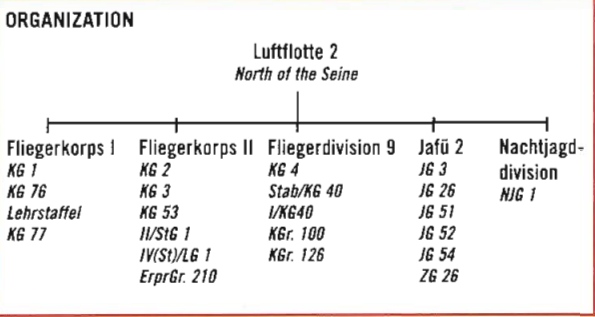 ORGANIZATION
Luftflotte 2
North of the Seine
Fliegerkorps I
KG 1
KG 76
Lehrstaffel
KG 77
Fliegerkorps II
KG 2
KG 3
KG 53
II/StG 1
IV(St)/LG 1
ErprGr. 210
Fliegerdivision 9
KG 4
Stab/KG 40
I/KG40
KGr. 100
KGr. 126
Jafü 2
JG 3
JG 26
JG 51
JG 52
JG 54
ZG 26
Nachtjagd-
division
NJG 1